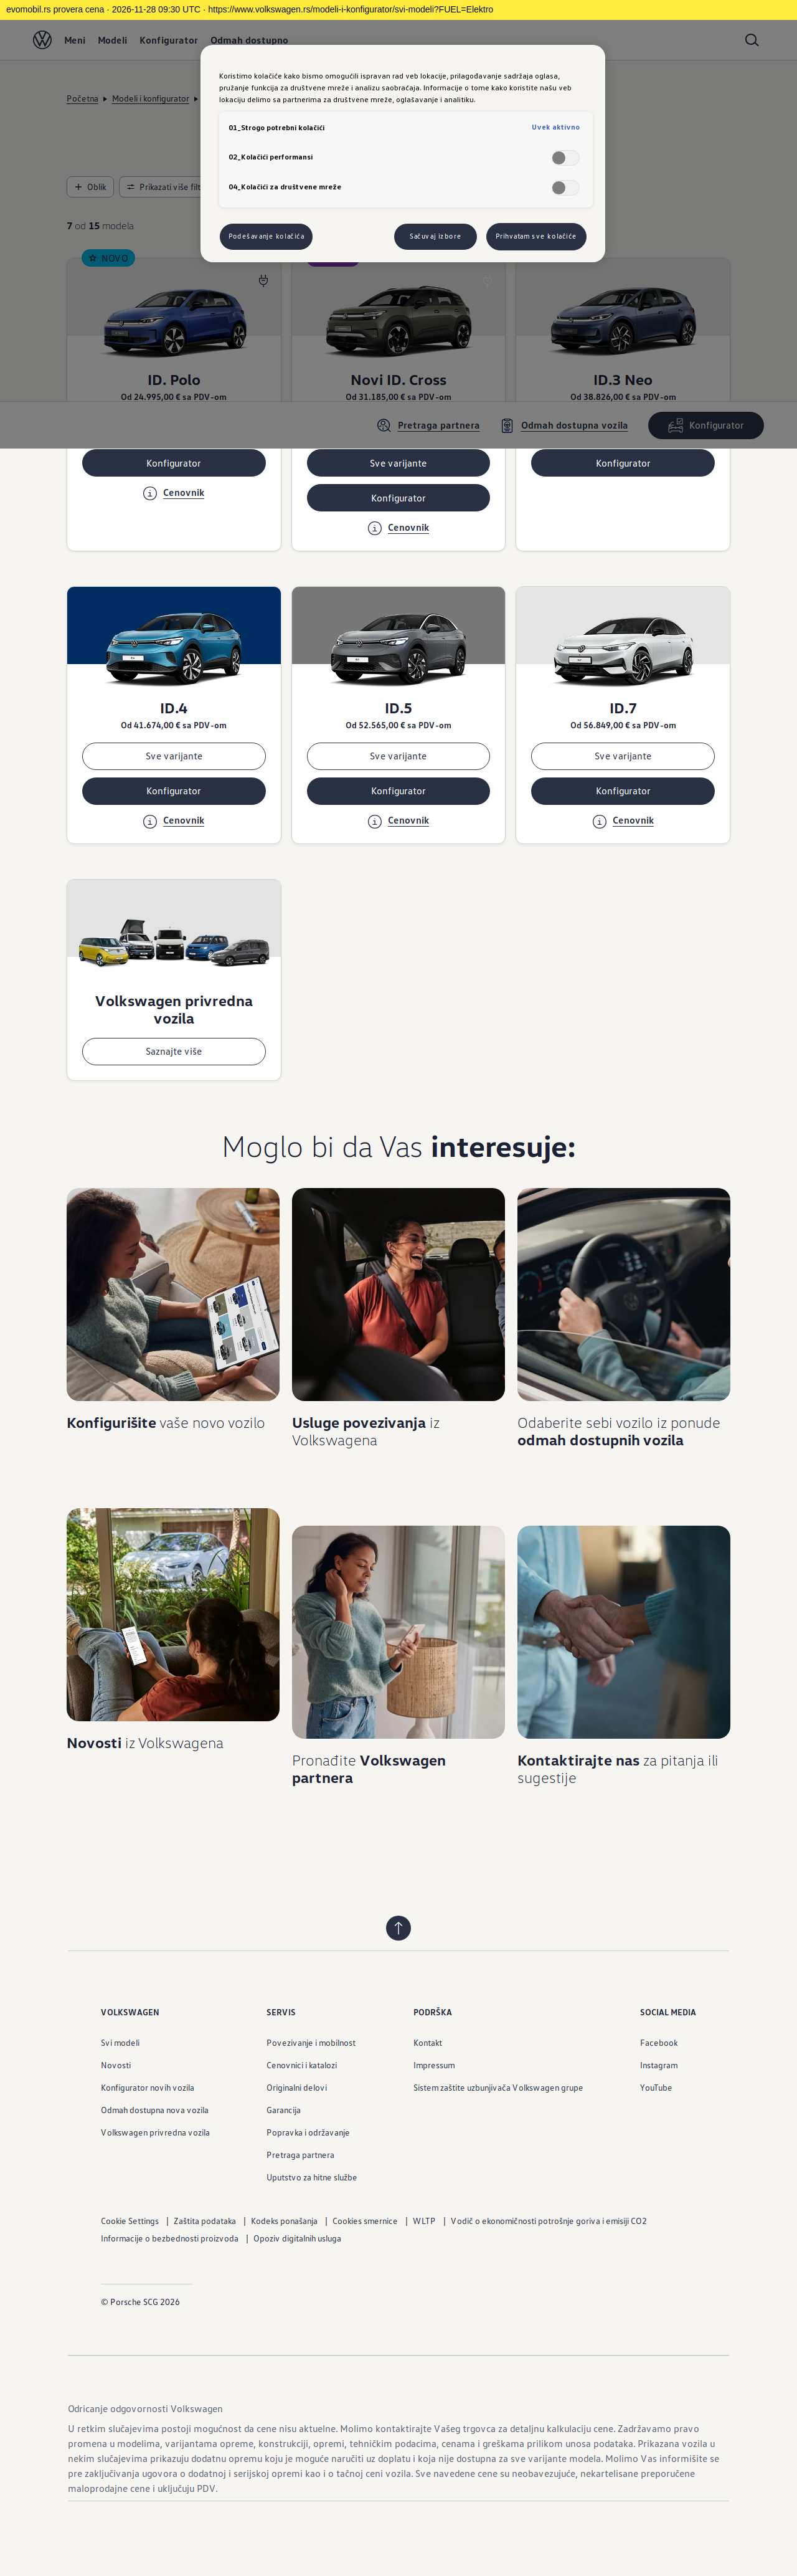 evomobil.rs provera cena · 2026-11-28 09:30 UTC · https://www.volkswagen.rs/modeli-i-konfigurator/svi-modeli?FUEL=Elektro
Meni Modeli Konfigurator Odmah dostupno
Početna Modeli i konfigurator
Koristimo kolačiće kako bismo omogućili ispravan rad veb lokacije, prilagođavanje sadržaja oglasa,
pružanje funkcija za društvene mreže i analizu saobraćaja. Informacije o tome kako koristite našu veb
lokaciju delimo sa partnerima za društvene mreže, oglašavanje i analitiku.
01_Strogo potrebni kolačići Uvek aktivno
02_Kolačići performansi
04_Kolačići za društvene mreže
Podešavanje kolačića Sačuvaj izbore Prihvatam sve kolačiće
Oblik Prikazati više filt
7 od 15 modela
NOVO
ID. Polo
Od 24.995,00 € sa PDV-om
Novi ID. Cross
Od 31.185,00 € sa PDV-om
ID.3 Neo
Od 38.826,00 € sa PDV-om
Pretraga partnera Odmah dostupna vozila Konfigurator
Konfigurator
Cenovnik
Sve varijante
Konfigurator
Cenovnik
Konfigurator
ID.4
Od 41.674,00 € sa PDV-om
Sve varijante
Konfigurator
Cenovnik
ID.5
Od 52.565,00 € sa PDV-om
Sve varijante
Konfigurator
Cenovnik
ID.7
Od 56.849,00 € sa PDV-om
Sve varijante
Konfigurator
Cenovnik
Volkswagen privredna
vozila
Saznajte više
Moglo bi da Vas interesuje:
Konfigurišite vaše novo vozilo
Usluge povezivanja iz
Volkswagena
Odaberite sebi vozilo iz ponude
odmah dostupnih vozila
Novosti iz Volkswagena
Pronađite Volkswagen
partnera
Kontaktirajte nas za pitanja ili
sugestije
VOLKSWAGEN
Svi modeli
Novosti
Konfigurator novih vozila
Odmah dostupna nova vozila
Volkswagen privredna vozila
SERVIS
Povezivanje i mobilnost
Cenovnici i katalozi
Originalni delovi
Garancija
Popravka i održavanje
Pretraga partnera
Uputstvo za hitne službe
PODRŠKA
Kontakt
Impressum
Sistem zaštite uzbunjivača Volkswagen grupe
SOCIAL MEDIA
Facebook
Instagram
YouTube
Cookie Settings | Zaštita podataka | Kodeks ponašanja | Cookies smernice | WLTP | Vodič o ekonomičnosti potrošnje goriva i emisiji CO2
Informacije o bezbednosti proizvoda | Opoziv digitalnih usluga
© Porsche SCG 2026
Odricanje odgovornosti Volkswagen
U retkim slučajevima postoji mogućnost da cene nisu aktuelne. Molimo kontaktirajte Vašeg trgovca za detaljnu kalkulaciju cene. Zadržavamo pravo
promena u modelima, varijantama opreme, konstrukciji, opremi, tehničkim podacima, cenama i greškama prilikom unosa podataka. Prikazana vozila u
nekim slučajevima prikazuju dodatnu opremu koju je moguće naručiti uz doplatu i koja nije dostupna za sve varijante modela. Molimo Vas informišite se
pre zaključivanja ugovora o dodatnoj i serijskoj opremi kao i o tačnoj ceni vozila. Sve navedene cene su neobavezujuće, nekartelisane preporučene
maloprodajne cene i uključuju PDV.